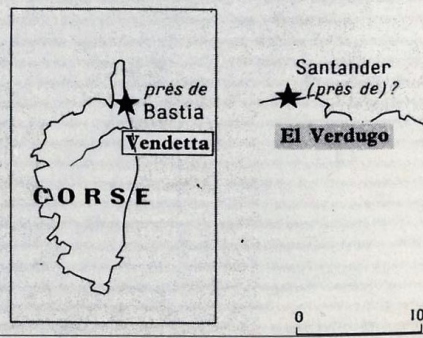 près de
Bastia
Vendetta
CORSE
Santander
(près de) ?
El Verdugo
0
10